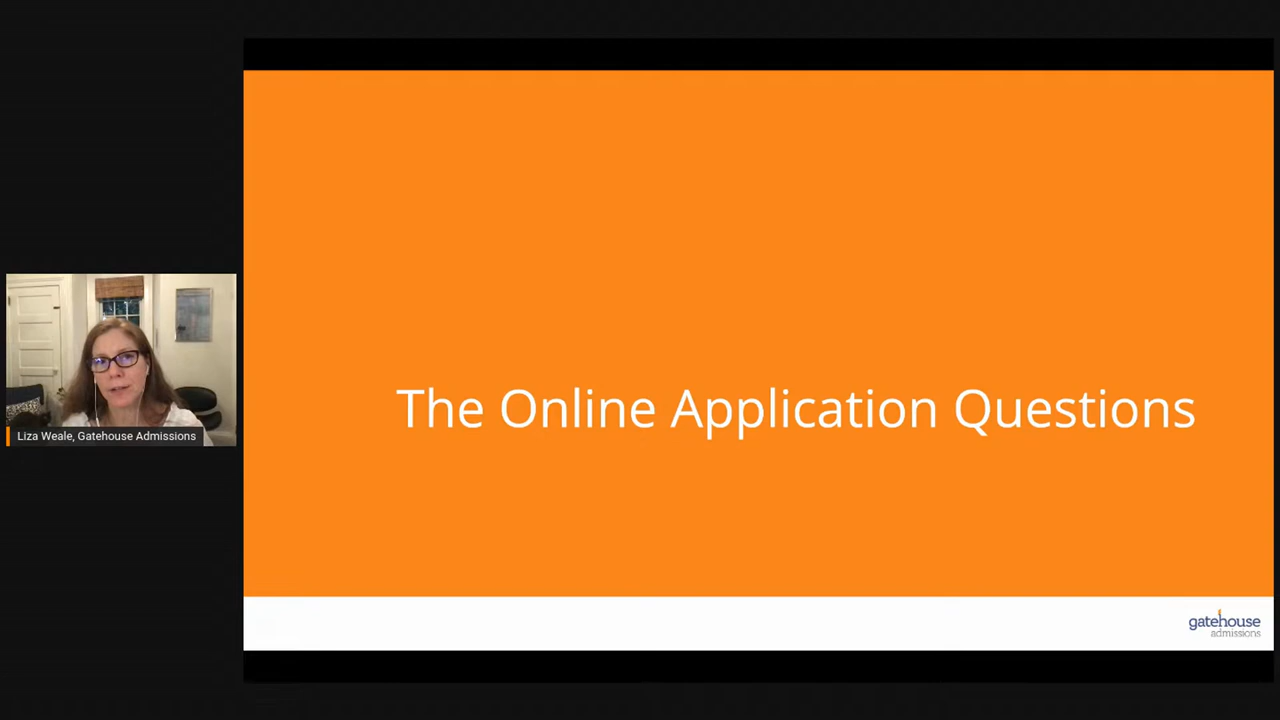 Liza Weale, Gatehouse Admissions
The Online Application Questions
gatehouse
admissions